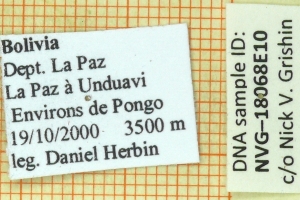 Bolivia
Dept. La Paz
La Paz à Unduavi
Environs de Pongo
19/10/2000 3500 m
leg. Daniel Herbin
DNA sample ID:
NVG–18068E10
c/o Nick V. Grishin